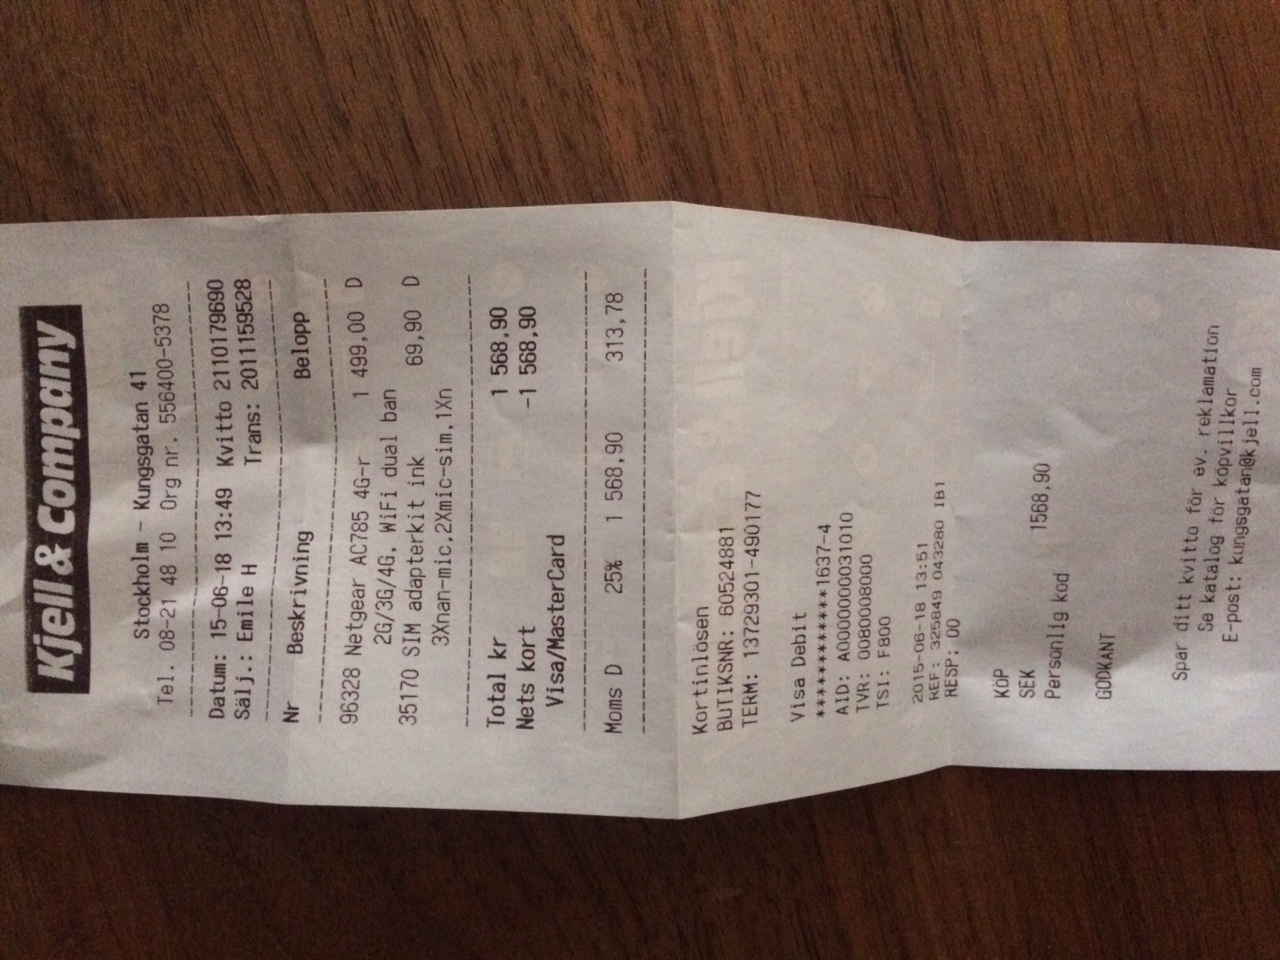 Kjell & Company
Stockholm - Kungsgatan 41
Tel. 08-21 48 10 Org nr. 556400-5378
Datum: 15-06-18 13:49 Kvitto 2110179690
Sälj.: Emile H Trans: 2011159528
Nr Beskrivning Belopp
96328 Netgear AC785 4G-r 1 499,00 D
2G/3G/4G, WiFi dual ban
35170 SIM adapterkit ink 69,90 D
3Xnan-mic,2Xmic-sim,1Xn
Total kr 1 568,90
Nets kort -1 568,90
Visa/MasterCard
Moms D 25% 1 568,90 313,78
Kortinlösen
BUTIKSNR: 60524881
TERM: 13729301-490177
Visa Debit
************1637-4
AID: A0000000031010
TVR: 0080008000
TSI: F800
2015-06-18 13:51
REF: 325849 043280 IB1
RESP: 00
KÖP
SEK 1568,90
Personlig kod
GODKÄNT
Spar ditt kvitto för ev. reklamation
Se katalog för köpvillkor
E-post: kungsgatan@kjell.com